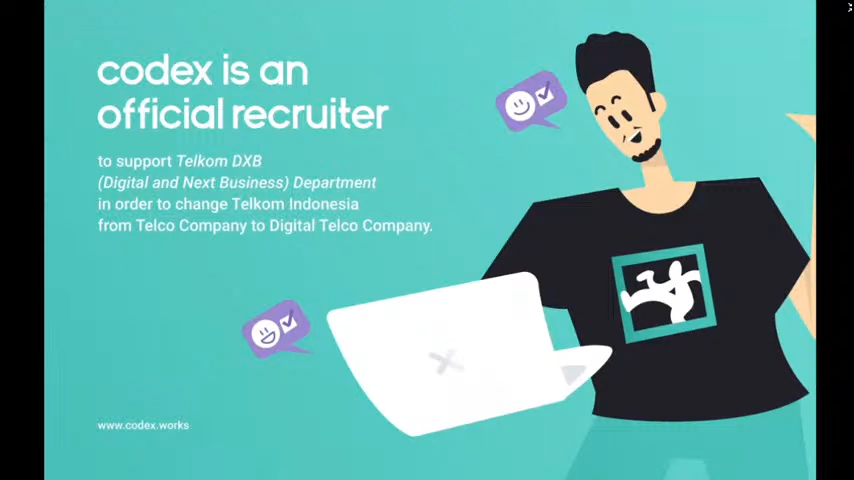 codex is an
official recruiter
to support Telkom DXB
(Digital and Next Business) Department
in order to change Telkom Indonesia
from Telco Company to Digital Telco Company.
www.codex.works